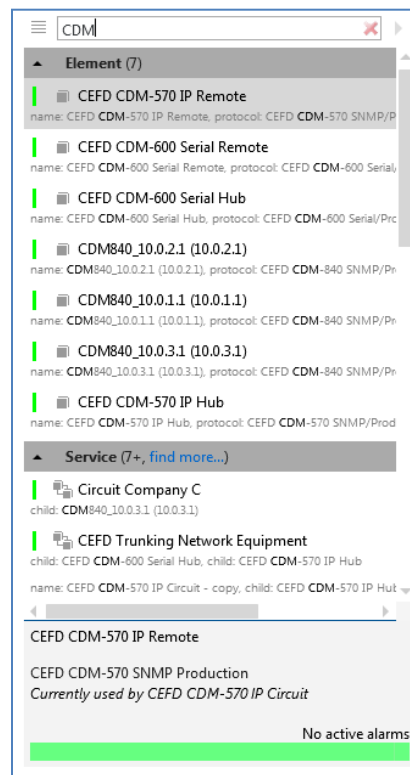 CDM
Element (7)
CEFD CDM-570 IP Remote
name: CEFD CDM-570 IP Remote, protocol: CEFD CDM-570 SNMP/P
CEFD CDM-600 Serial Remote
name: CEFD CDM-600 Serial Remote, protocol: CEFD CDM-600 Serial/
CEFD CDM-600 Serial Hub
name: CEFD CDM-600 Serial Hub, protocol: CEFD CDM-600 Serial/Pro
CDM840_10.0.2.1 (10.0.2.1)
name: CDM840_10.0.2.1 (10.0.2.1), protocol: CEFD CDM-840 SNMP/Pr
CDM840_10.0.1.1 (10.0.1.1)
name: CDM840_10.0.1.1 (10.0.1.1), protocol: CEFD CDM-840 SNMP/Pr
CDM840_10.0.3.1 (10.0.3.1)
name: CDM840_10.0.3.1 (10.0.3.1), protocol: CEFD CDM-840 SNMP/Pr
CEFD CDM-570 IP Hub
name: CEFD CDM-570 IP Hub, protocol: CEFD CDM-570 SNMP/Prod
Service (7+, find more...)
Circuit Company C
child: CDM840_10.0.3.1 (10.0.3.1)
CEFD Trunking Network Equipment
child: CEFD CDM-600 Serial Hub, child: CEFD CDM-570 IP Hub
name: CEFD CDM-570 IP Circuit - copy, child: CEFD CDM-570 IP Hub
CEFD CDM-570 IP Remote
CEFD CDM-570 SNMP Production
Currently used by CEFD CDM-570 IP Circuit
No active alarms